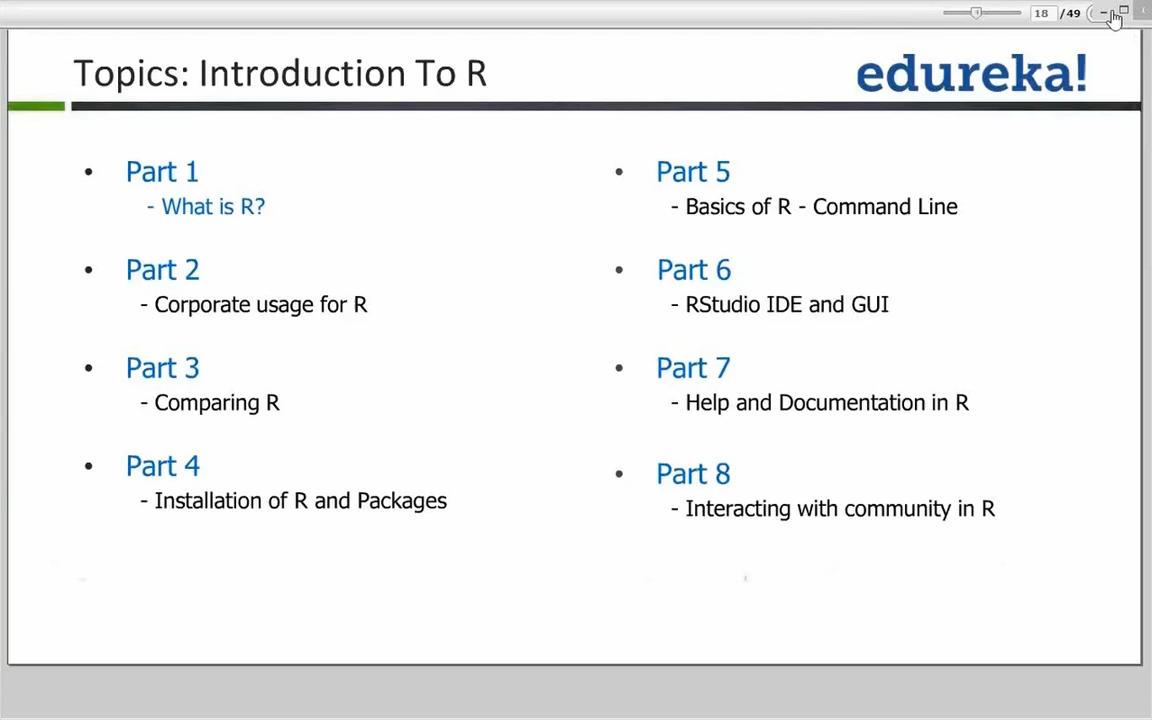 18 /49
Topics: Introduction To R
edureka!
• Part 1
- What is R?
• Part 2
- Corporate usage for R
• Part 3
- Comparing R
• Part 4
- Installation of R and Packages
• Part 5
- Basics of R - Command Line
• Part 6
- RStudio IDE and GUI
• Part 7
- Help and Documentation in R
• Part 8
- Interacting with community in R